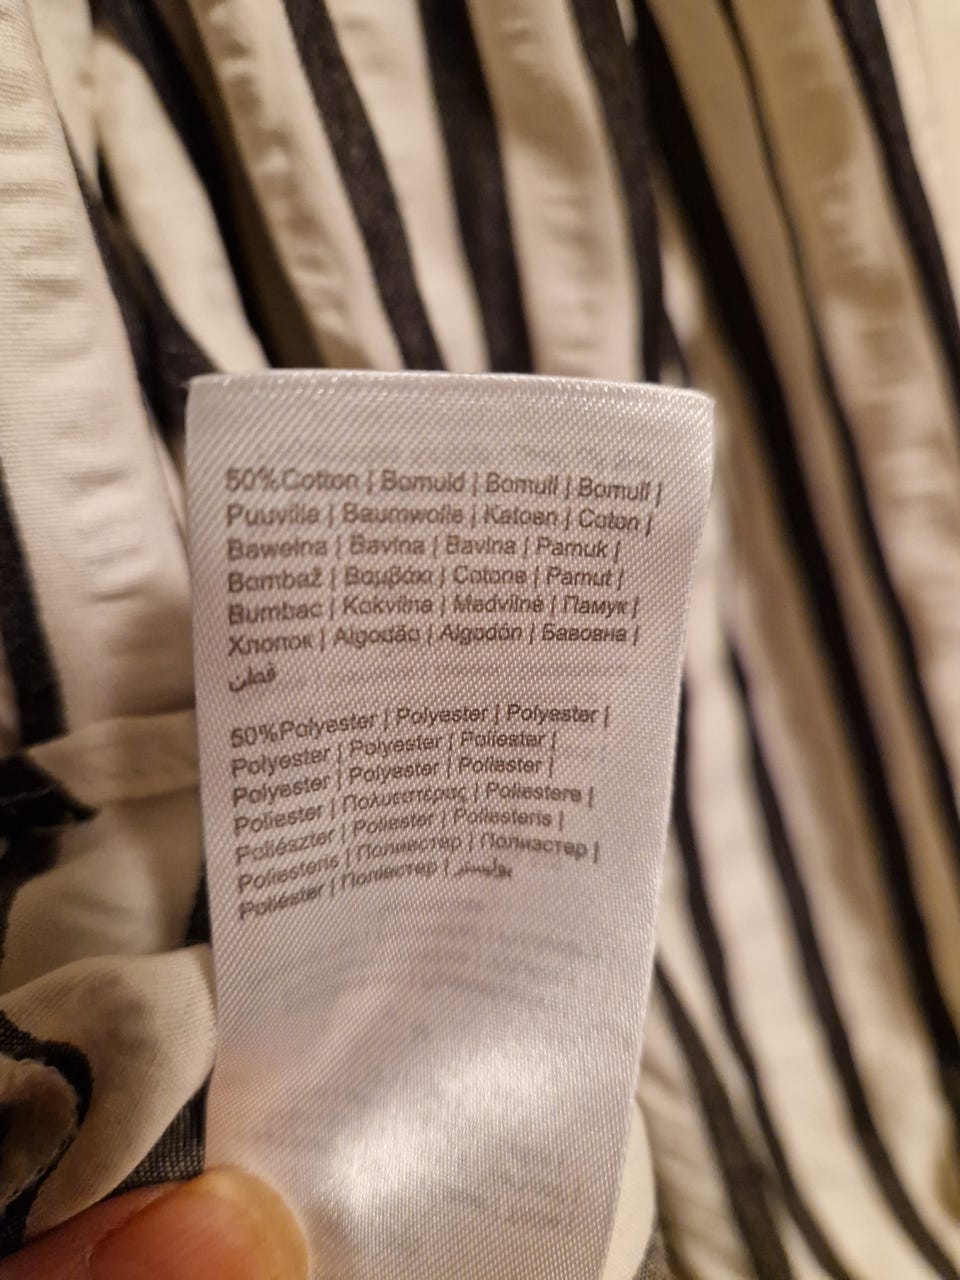 50%Cotton | Bomuld | Bomull | Bomull |
Puuvilla | Baumwolle | Katoen | Coton |
Bawełna | Bavlna | Bavlna | Pamuk |
Bombaž | Βαμβάκι | Cotone | Pamut |
Bumbac | Kokvilna | Medvilnė | Памук |
Хлопок | Algodão | Algodón | Бавовна |
قطن
50%Polyester | Polyester | Polyester |
Polyester | Polyester | Poliester |
Polyester | Polyester | Poliester |
Poliester | Πολυεστέρας | Poliestere |
Poliészter | Poliester | Poliesteris |
Poliesteris | Полиестер | Полиэстер |
Poliéster | Поліестер | بوليستر